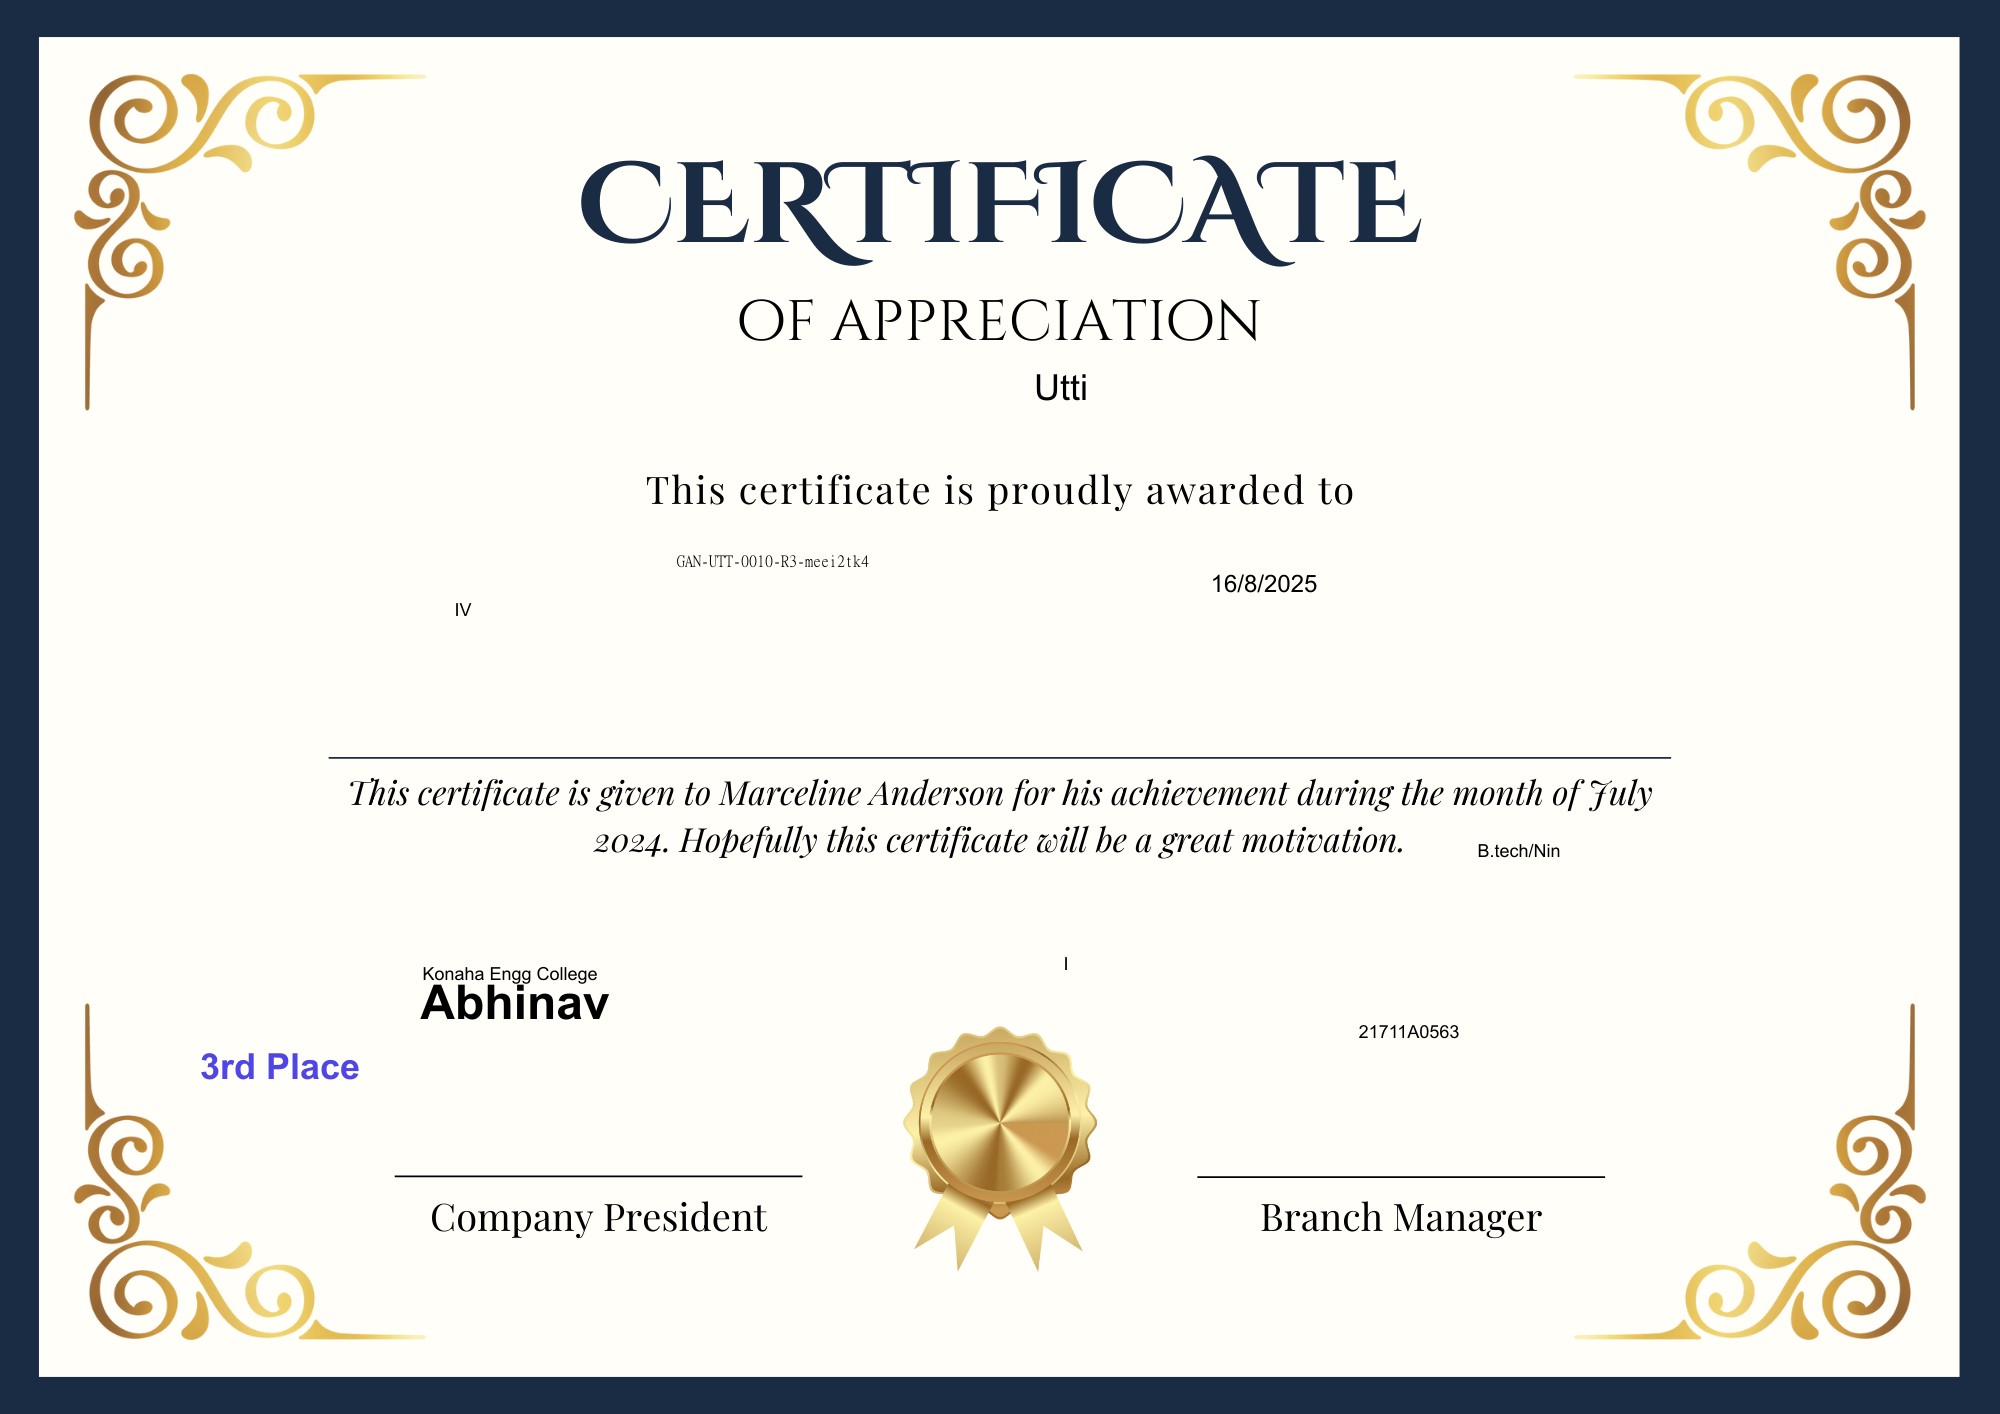 CERTIFICATE
OF APPRECIATION
Utti
This certificate is proudly awarded to
GAN-UTT-0010-R3-meei2tk4
16/8/2025
IV
This certificate is given to Marceline Anderson for his achievement during the month of July
2024. Hopefully this certificate will be a great motivation.
B.tech/Nin
I
Konaha Engg College
Abhinav
21711A0563
3rd Place
Company President
Branch Manager